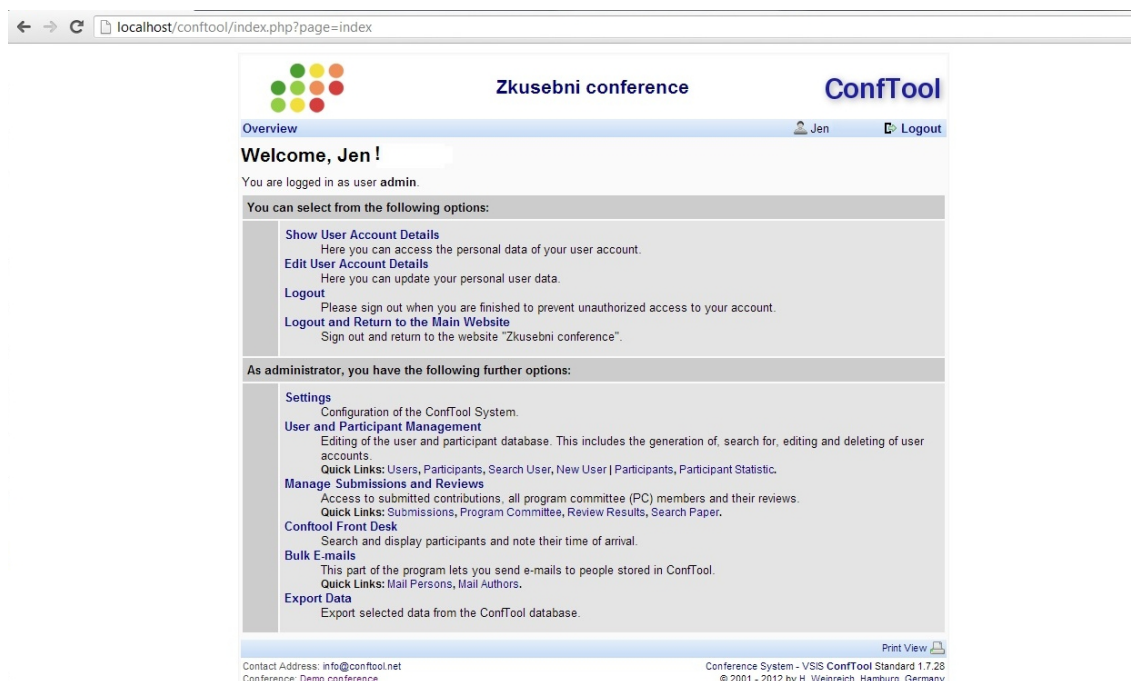 localhost/conftool/index.php?page=index
Zkusebni conference
ConfTool
Overview
Jen
Logout
Welcome, Jen !
You are logged in as user admin.
You can select from the following options:
Show User Account Details
Here you can access the personal data of your user account.
Edit User Account Details
Here you can update your personal user data.
Logout
Please sign out when you are finished to prevent unauthorized access to your account.
Logout and Return to the Main Website
Sign out and return to the website "Zkusebni conference".
As administrator, you have the following further options:
Settings
Configuration of the ConfTool System.
User and Participant Management
Editing of the user and participant database. This includes the generation of, search for, editing and deleting of user
accounts.
Quick Links: Users, Participants, Search User, New User | Participants, Participant Statistic.
Manage Submissions and Reviews
Access to submitted contributions, all program committee (PC) members and their reviews.
Quick Links: Submissions, Program Committee, Review Results, Search Paper.
Conftool Front Desk
Search and display participants and note their time of arrival.
Bulk E-mails
This part of the program lets you send e-mails to people stored in ConfTool.
Quick Links: Mail Persons, Mail Authors.
Export Data
Export selected data from the ConfTool database.
Print View
Contact Address: info@conftool.net
Conference System - VSIS ConfTool Standard 1.7.28
Conference: Demo conference
© 2001 - 2012 by H. Weinreich, Hamburg, Germany